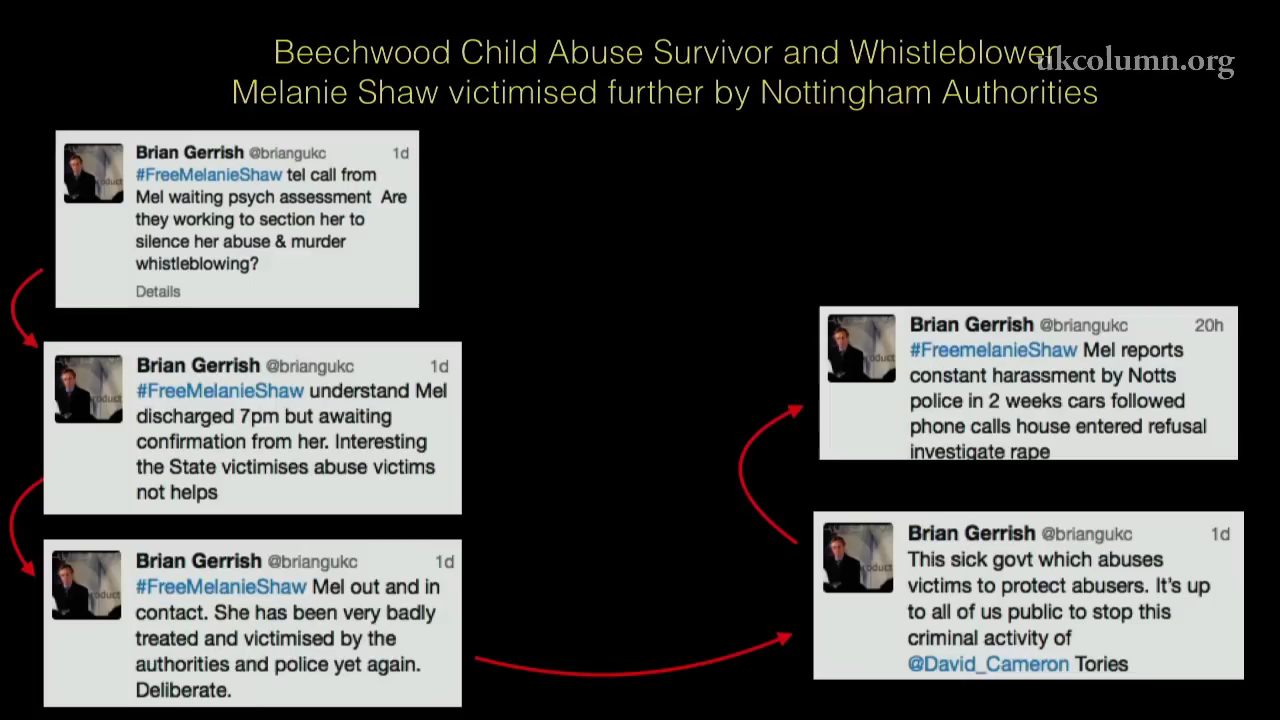 Beechwood Child Abuse Survivor and Whistleblower
ukcolumn.org
Melanie Shaw victimised further by Nottingham Authorities
Brian Gerrish @briangukc 1d
#FreeMelanieShaw tel call from
Mel waiting psych assessment Are
they working to section her to
silence her abuse & murder
whistleblowing?
Details
Brian Gerrish @briangukc 1d
#FreeMelanieShaw understand Mel
discharged 7pm but awaiting
confirmation from her. Interesting
the State victimises abuse victims
not helps
Brian Gerrish @briangukc 1d
#FreeMelanieShaw Mel out and in
contact. She has been very badly
treated and victimised by the
authorities and police yet again.
Deliberate.
Brian Gerrish @briangukc 1d
This sick govt which abuses
victims to protect abusers. It's up
to all of us public to stop this
criminal activity of
@David_Cameron Tories
Brian Gerrish @briangukc 20h
#FreemelanieShaw Mel reports
constant harassment by Notts
police in 2 weeks cars followed
phone calls house entered refusal
investigate rape